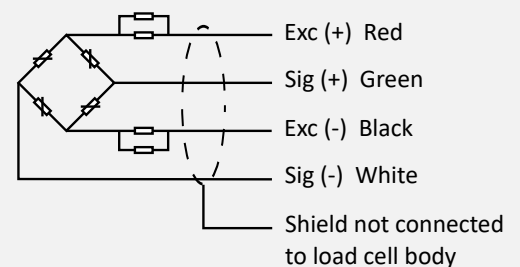 Exc (+) Red
Sig (+) Green
Exc (-) Black
Sig (-) White
Shield not connected
to load cell body